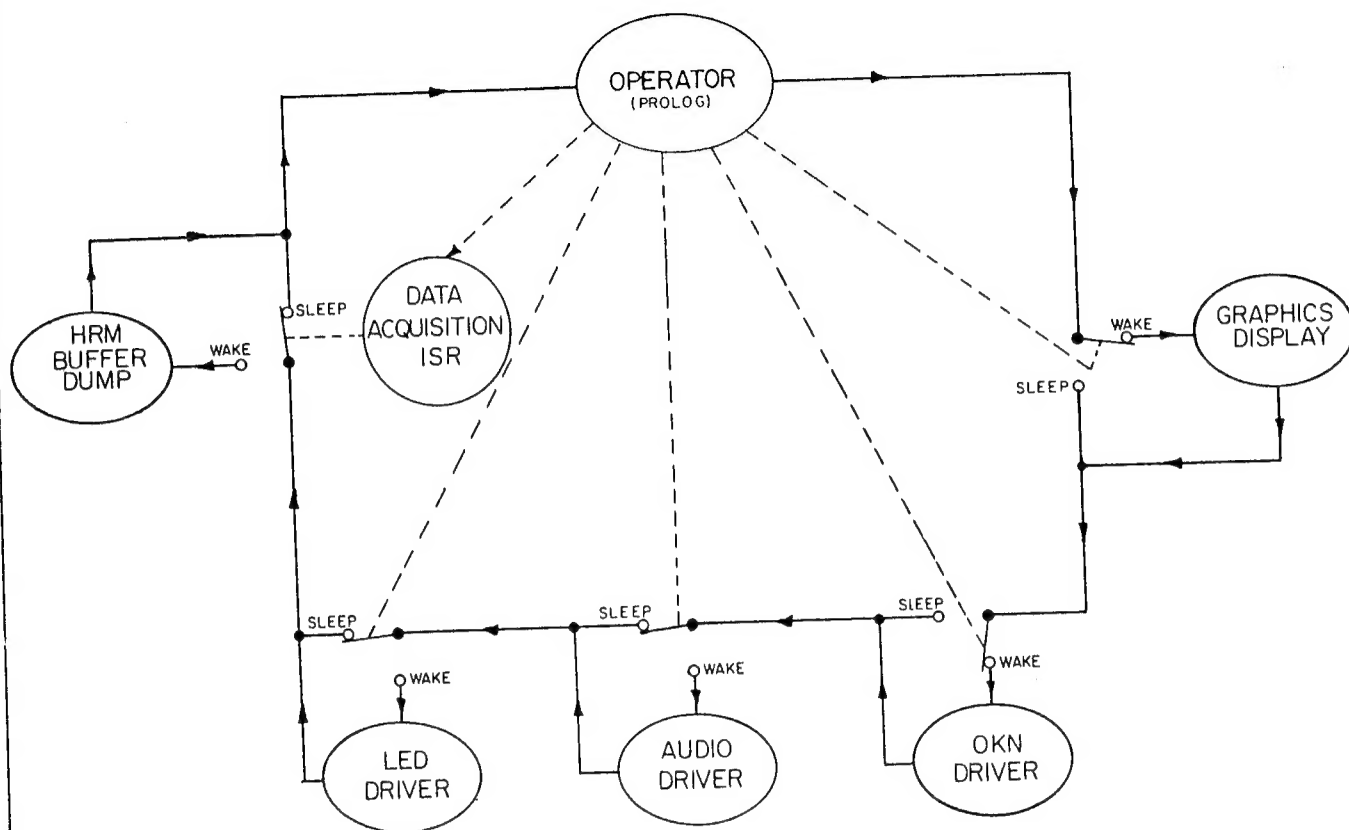 OPERATOR
(PROLOG)
HRM
BUFFER
DUMP
WAKE
SLEEP
DATA
ACQUISITION
ISR
WAKE
SLEEP
GRAPHICS
DISPLAY
SLEEP
WAKE
LED
DRIVER
SLEEP
WAKE
AUDIO
DRIVER
SLEEP
WAKE
OKN
DRIVER